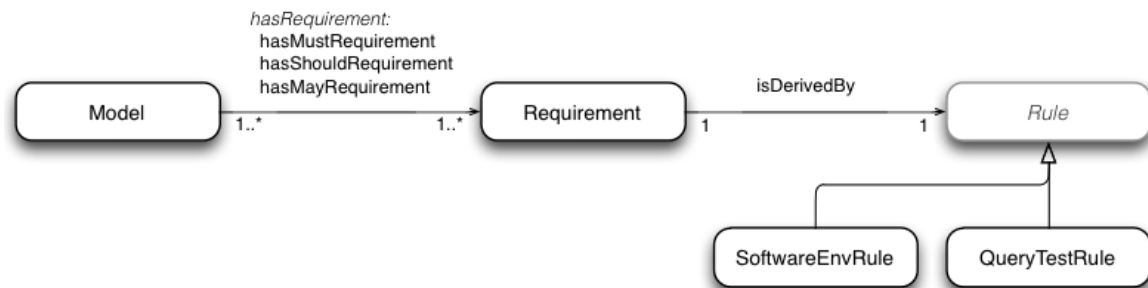 hasRequirement:
hasMustRequirement
hasShouldRequirement
hasMayRequirement
Model
1..*
1..*
Requirement
isDerivedBy
1
1
Rule
SoftwareEnvRule
QueryTestRule